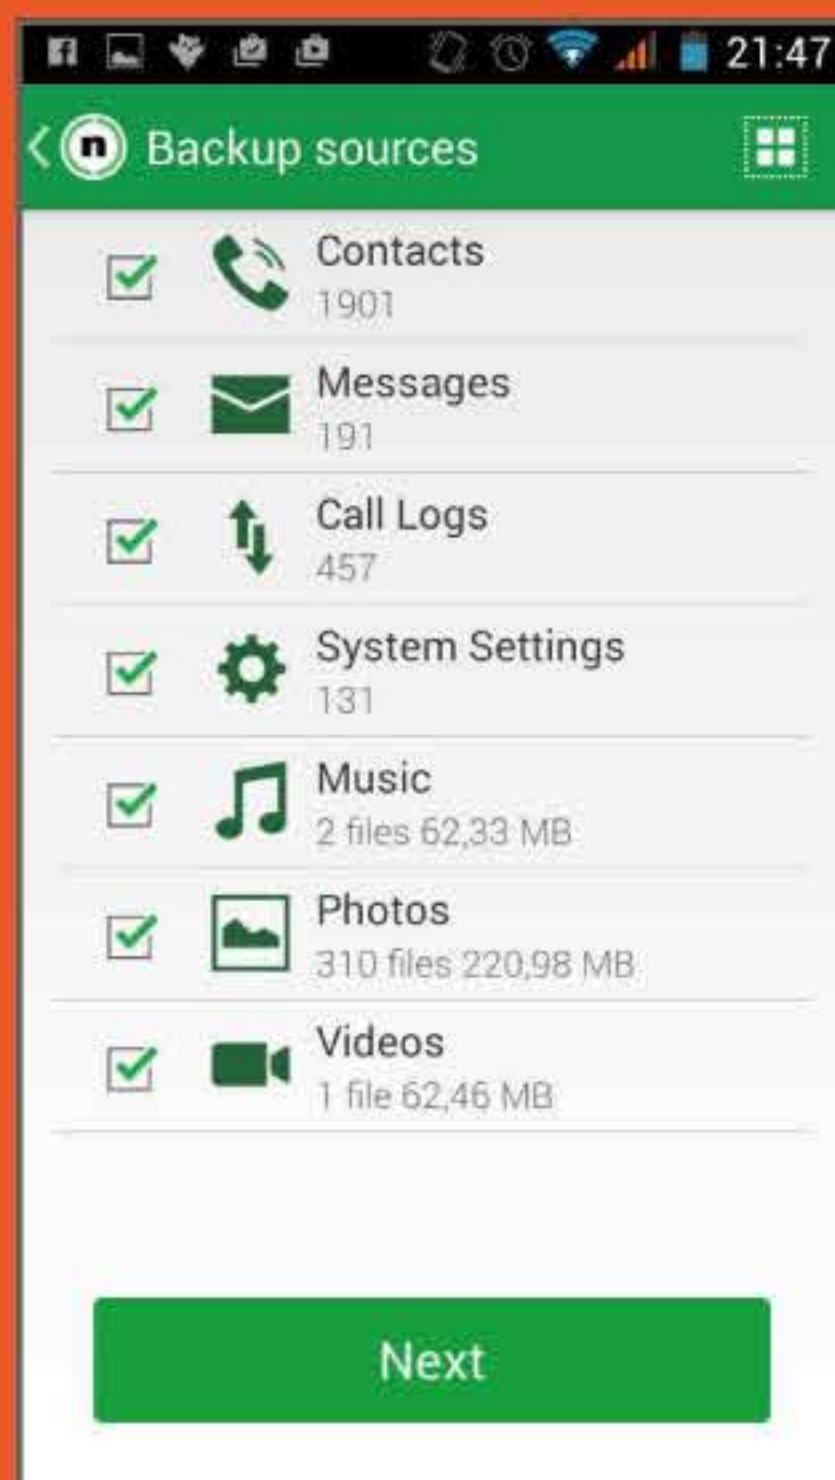 21:47
n Backup sources
Contacts
1901
Messages
191
Call Logs
457
System Settings
131
Music
2 files 62,33 MB
Photos
310 files 220,98 MB
Videos
1 file 62,46 MB
Next